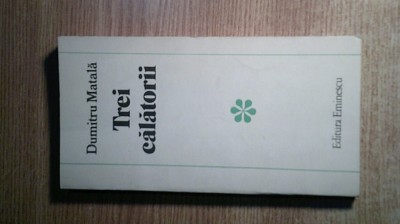 Dumitru Matală
Trei
călătorii
Editura Eminescu